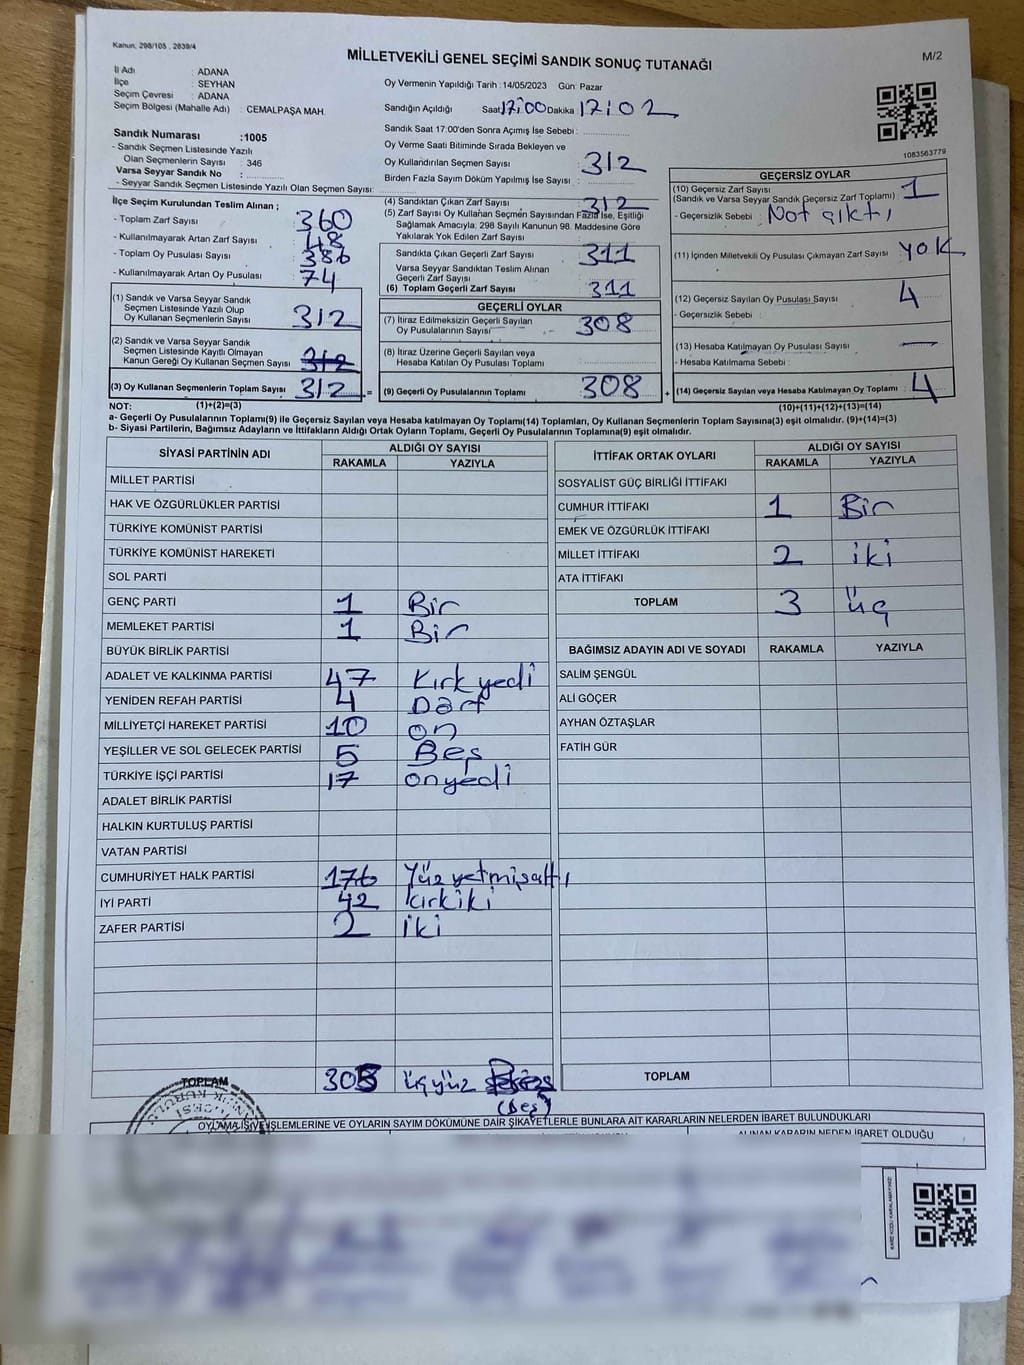 Kanun, 298/105 , 2839/4
MİLLETVEKİLİ GENEL SEÇİMİ SANDIK SONUÇ TUTANAĞI
M/2
İl Adı : ADANA
İlçe : SEYHAN
Seçim Çevresi : ADANA
Seçim Bölgesi (Mahalle Adı) : CEMALPAŞA MAH.
Sandık Numarası :1005
- Sandık Seçmen Listesinde Yazılı
Olan Seçmenlerin Sayısı : 346
Varsa Seyyar Sandık No :
- Seyyar Sandık Seçmen Listesinde Yazılı Olan Seçmen Sayısı:
Oy Vermenin Yapıldığı Tarih :14/05/2023 Gün: Pazar
Sandığın Açıldığı Saat 17:00 Dakika 17:02
Sandık Saat 17:00'den Sonra Açımış İse Sebebi :
Oy Verme Saati Bitiminde Sırada Bekleyen ve
Oy Kullandırılan Seçmen Sayısı : 312
Birden Fazla Sayım Döküm Yapılmış İse Sayısı :
1083563779
İlçe Seçim Kurulundan Teslim Alınan ;
- Toplam Zarf Sayısı : 360
- Kullanılmayarak Artan Zarf Sayısı : 48
- Toplam Oy Pusulası Sayısı : 386
- Kullanılmayarak Artan Oy Pusulası : 74
(1) Sandık ve Varsa Seyyar Sandık
Seçmen Listesinde Yazılı Olup
Oy Kullanan Seçmenlerin Sayısı : 312
(2) Sandık ve Varsa Seyyar Sandık
Seçmen Listesinde Kayıtlı Olmayan
Kanun Gereği Oy Kullanan Seçmen Sayısı : 312
(3) Oy Kullanan Seçmenlerin Toplam Sayısı : 312 =
(4) Sandıktan Çıkan Zarf Sayısı : 312
(5) Zarf Sayısı Oy Kullanan Seçmen Sayısından Fazla İse, Eşitliği
Sağlamak Amacıyla; 298 Sayılı Kanunun 98. Maddesine Göre
Yakılarak Yok Edilen Zarf Sayısı :
Sandıkta Çıkan Geçerli Zarf Sayısı : 311
Varsa Seyyar Sandıktan Teslim Alınan
Geçerli Zarf Sayısı :
(6) Toplam Geçerli Zarf Sayısı : 311
GEÇERLİ OYLAR
(7) İtiraz Edilmeksizin Geçerli Sayılan
Oy Pusulalarının Sayısı : 308
(8) İtiraz Üzerine Geçerli Sayılan veya
Hesaba Katılan Oy Pusulası Toplamı :
(9) Geçerli Oy Pusulalarının Toplamı : 308 +
GEÇERSİZ OYLAR
(10) Geçersiz Zarf Sayısı : 1
(Sandık ve Varsa Seyyar Sandık Geçersiz Zarf Toplamı)
- Geçersizlik Sebebi : Not çıktı
(11) İçinden Milletvekili Oy Pusulası Çıkmayan Zarf Sayısı : yok
(12) Geçersiz Sayılan Oy Pusulası Sayısı : 4
- Geçersizlik Sebebi :
(13) Hesaba Katılmayan Oy Pusulası Sayısı : —
- Hesaba Katılmama Sebebi :
(14) Geçersiz Sayılan veya Hesaba Katılmayan Oy Toplamı : 4
NOT: (1)+(2)=(3)
(10)+(11)+(12)+(13)=(14)
a- Geçerli Oy Pusulalarının Toplamı(9) ile Geçersiz Sayılan veya Hesaba katılmayan Oy Toplamı(14) Toplamları, Oy Kullanan Seçmenlerin Toplam Sayısına(3) eşit olmalıdır. (9)+(14)=(3)
b- Siyasi Partilerin, Bağımsız Adayların ve İttifakların Aldığı Ortak Oyların Toplamı, Geçerli Oy Pusulalarının Toplamına(9) eşit olmalıdır.
SİYASİ PARTİNİN ADI ALDIĞI OY SAYISI
RAKAMLA YAZIYLA
MİLLET PARTİSİ
HAK VE ÖZGÜRLÜKLER PARTİSİ
TÜRKİYE KOMÜNİST PARTİSİ
TÜRKİYE KOMÜNİST HAREKETİ
SOL PARTİ
GENÇ PARTİ 1 Bir
MEMLEKET PARTİSİ 1 Bir
BÜYÜK BİRLİK PARTİSİ
ADALET VE KALKINMA PARTİSİ 47 Kırk yedi
YENİDEN REFAH PARTİSİ 4 Dört
MİLLİYETÇİ HAREKET PARTİSİ 10 on
YEŞİLLER VE SOL GELECEK PARTİSİ 5 Beş
TÜRKİYE İŞÇİ PARTİSİ 17 onyedi
ADALET BİRLİK PARTİSİ
HALKIN KURTULUŞ PARTİSİ
VATAN PARTİSİ
CUMHURİYET HALK PARTİSİ 176 Yüz yetmişaltı
İYİ PARTİ 42 kırkiki
ZAFER PARTİSİ 2 iki
TOPLAM 305 üçyüz
(beş)
İTTİFAK ORTAK OYLARI ALDIĞI OY SAYISI
RAKAMLA YAZIYLA
SOSYALİST GÜÇ BİRLİĞİ İTTİFAKI
CUMHUR İTTİFAKI 1 Bir
EMEK VE ÖZGÜRLÜK İTTİFAKI
MİLLET İTTİFAKI 2 iki
ATA İTTİFAKI
TOPLAM 3 üç
BAĞIMSIZ ADAYIN ADI VE SOYADI RAKAMLA YAZIYLA
SALİM ŞENGÜL
ALİ GÖÇER
AYHAN ÖZTAŞLAR
FATİH GÜR
TOPLAM
OYLAMA İŞİ VE İŞLEMLERİNE VE OYLARIN SAYIM DÖKÜMÜNE DAİR ŞİKAYETLERLE BUNLARA AİT KARARLARIN NELERDEN İBARET BULUNDUKLARI
ALINAN KARARIN NEDEN İBARET OLDUĞU
KARE KODU KARALAMAYINIZ!